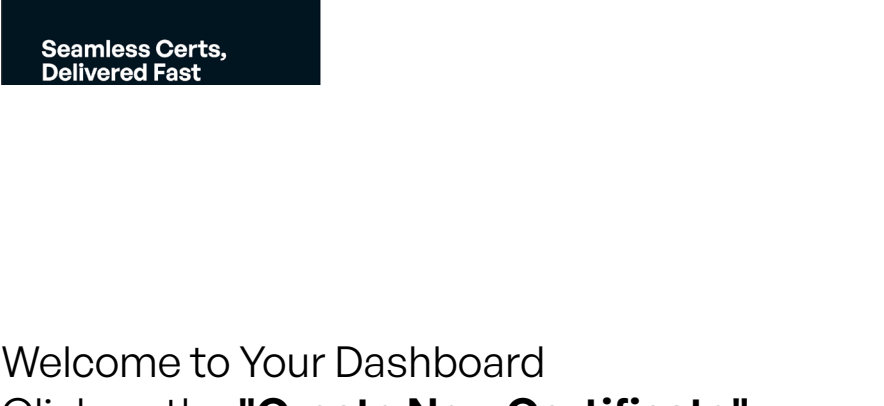 Seamless Certs,
Delivered Fast
Welcome to Your Dashboard
Click on the "Create New Certificate"